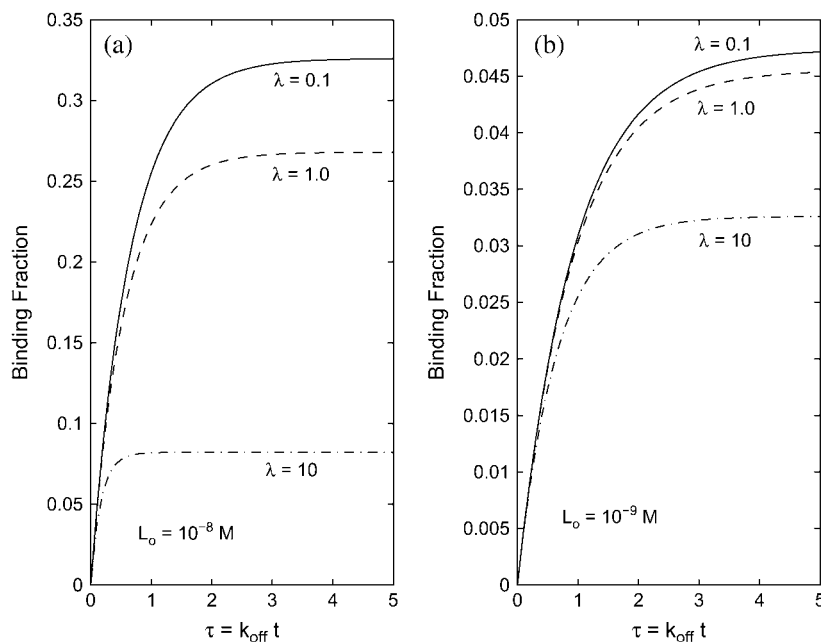 (a)
0.35
0.3
0.25
0.2
0.15
0.1
0.05
0
Binding Fraction
λ = 0.1
λ = 1.0
λ = 10
Lₒ = 10⁻⁸ M
0 1 2 3 4 5
τ = k_off t
(b)
0.05
0.045
0.04
0.035
0.03
0.025
0.02
0.015
0.01
0.005
0
Binding Fraction
λ = 0.1
λ = 1.0
λ = 10
Lₒ = 10⁻⁹ M
0 1 2 3 4 5
τ = k_off t